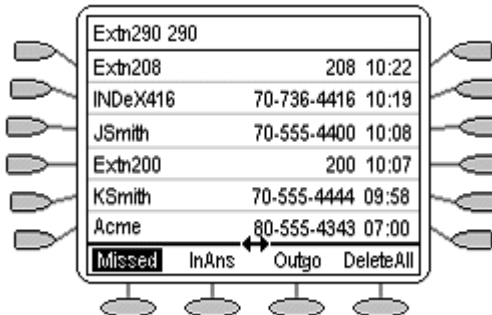 Extn290 290
Extn208 208 10:22
INDeX416 70-736-4416 10:19
JSmith 70-555-4400 10:08
Extn200 200 10:07
KSmith 70-555-4444 09:58
Acme 80-555-4343 07:00
Missed InAns Outgo DeleteAll